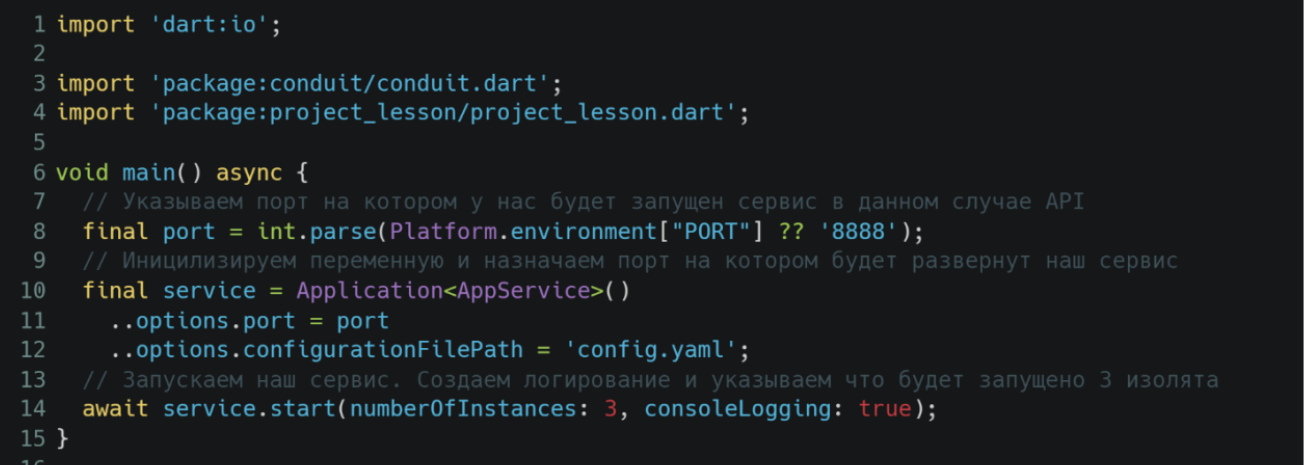 1 import 'dart:io';
2
3 import 'package:conduit/conduit.dart';
4 import 'package:project_lesson/project_lesson.dart';
5
6 void main() async {
7 // Указываем порт на котором у нас будет запущен сервис в данном случае API
8 final port = int.parse(Platform.environment["PORT"] ?? '8888');
9 // Иницилизируем переменную и назначаем порт на котором будет развернут наш сервис
10 final service = Application<AppService>()
11 ..options.port = port
12 ..options.configurationFilePath = 'config.yaml';
13 // Запускаем наш сервис. Создаем логирование и указываем что будет запущено 3 изолята
14 await service.start(numberOfInstances: 3, consoleLogging: true);
15 }